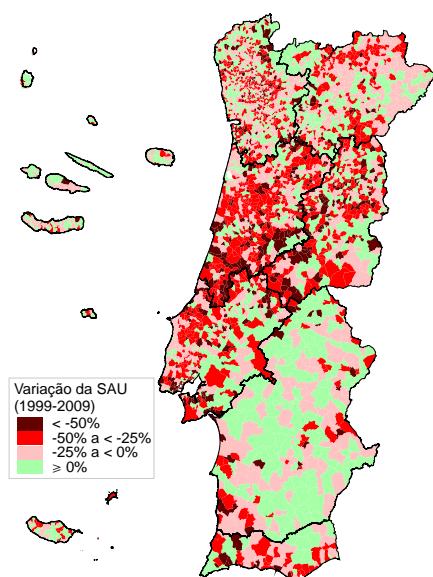 Variação da SAU
(1999-2009)
< -50%
-50% a < -25%
-25% a < 0%
⩾ 0%